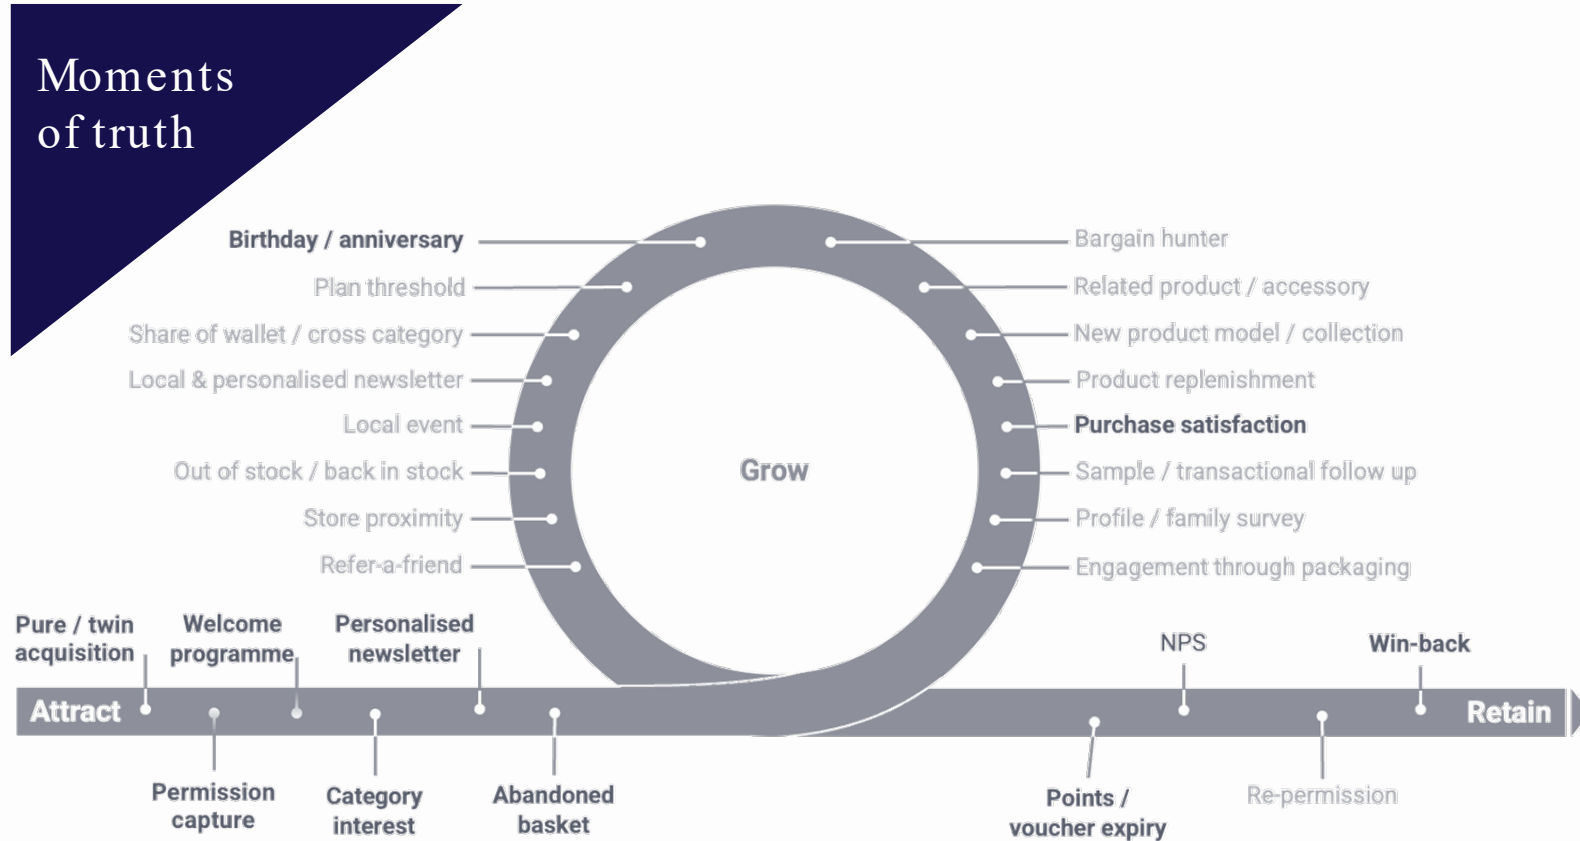 Moments
of truth
Birthday / anniversary
Plan threshold
Share of wallet / cross category
Local & personalised newsletter
Local event
Out of stock / back in stock
Store proximity
Refer-a-friend
Grow
Bargain hunter
Related product / accessory
New product model / collection
Product replenishment
Purchase satisfaction
Sample / transactional follow up
Profile / family survey
Engagement through packaging
Pure / twin
acquisition
Welcome
programme
Personalised
newsletter
NPS
Win-back
Attract
Retain
Permission
capture
Category
interest
Abandoned
basket
Points /
voucher expiry
Re-permission